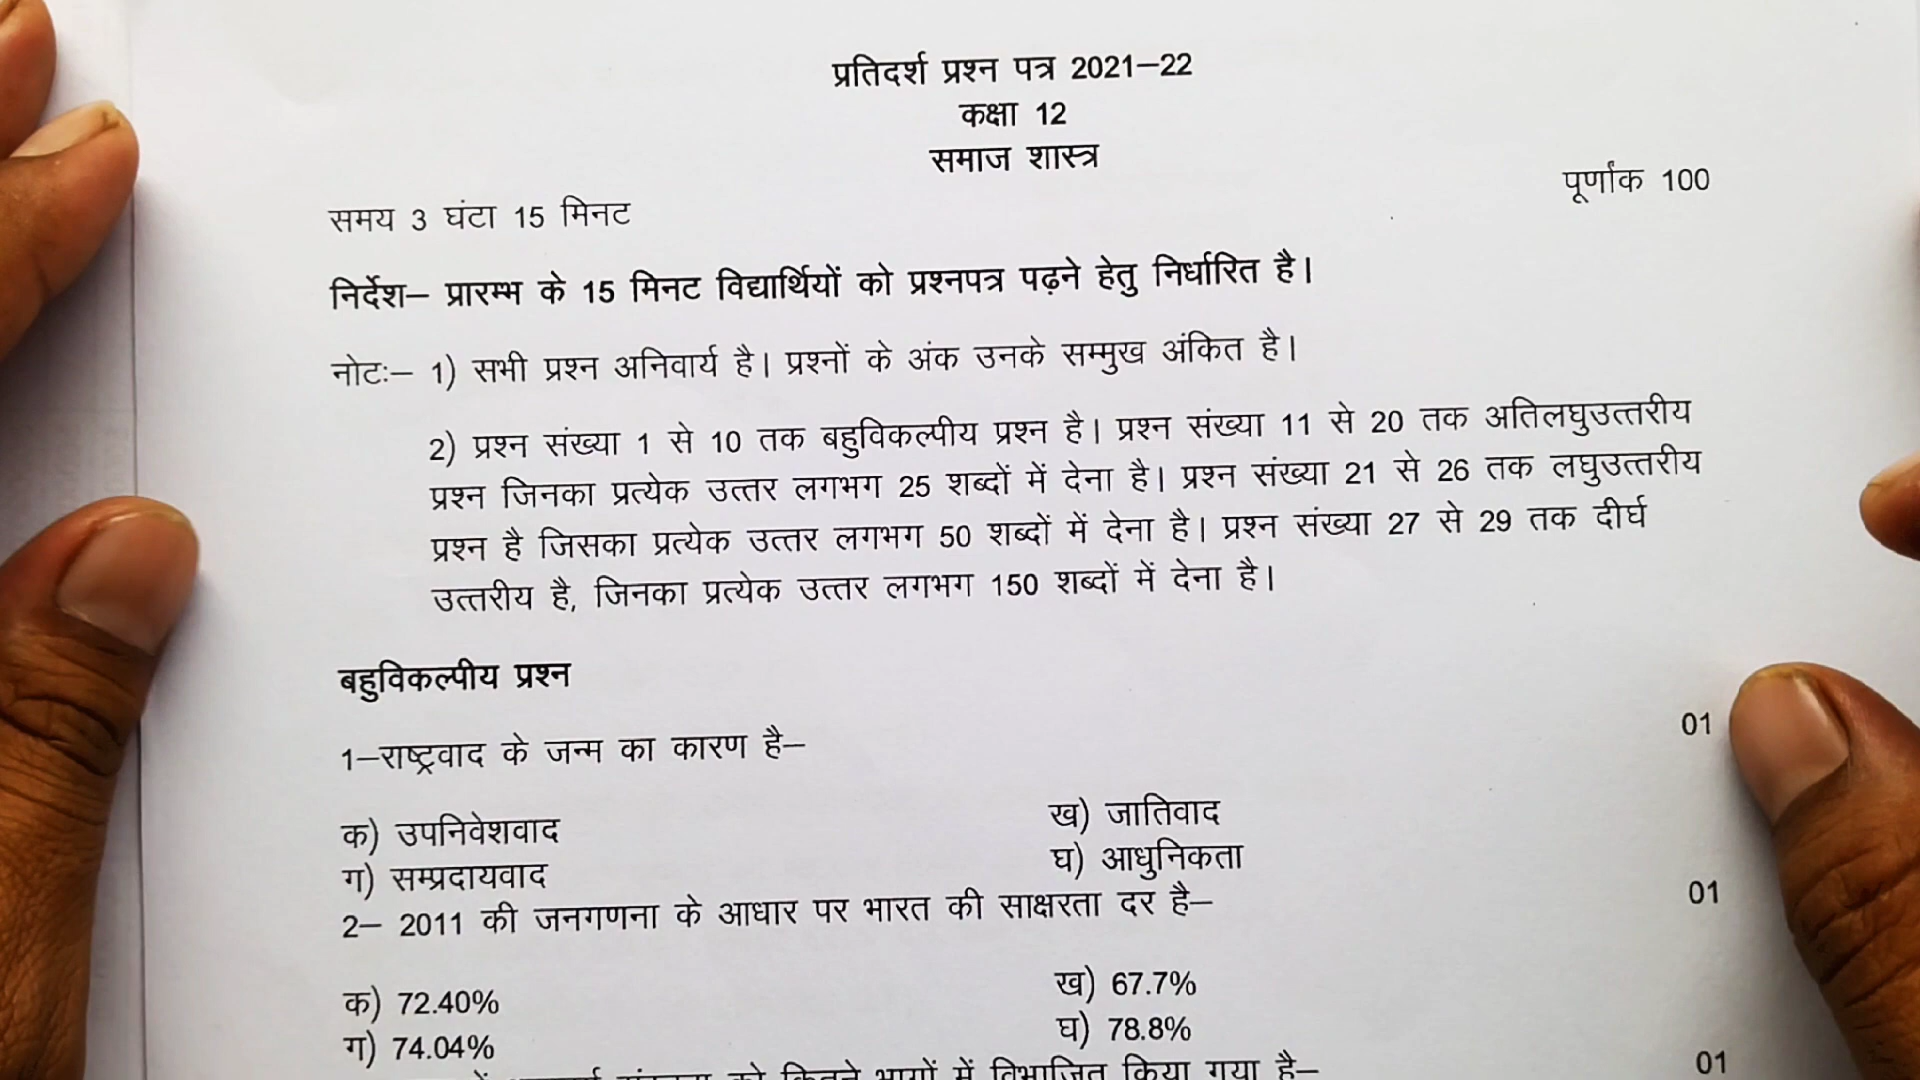 प्रतिदर्श प्रश्न पत्र 2021–22
कक्षा 12
समाज शास्त्र
पूर्णांक 100
समय 3 घंटा 15 मिनट
निर्देश– प्रारम्भ के 15 मिनट विद्यार्थियों को प्रश्नपत्र पढ़ने हेतु निर्धारित है।
नोटः– 1) सभी प्रश्न अनिवार्य है। प्रश्नों के अंक उनके सम्मुख अंकित है।
2) प्रश्न संख्या 1 से 10 तक बहुविकल्पीय प्रश्न है। प्रश्न संख्या 11 से 20 तक अतिलघुउत्तरीय
प्रश्न जिनका प्रत्येक उत्तर लगभग 25 शब्दों में देना है। प्रश्न संख्या 21 से 26 तक लघुउत्तरीय
प्रश्न है जिसका प्रत्येक उत्तर लगभग 50 शब्दों में देना है। प्रश्न संख्या 27 से 29 तक दीर्घ
उत्तरीय है, जिनका प्रत्येक उत्तर लगभग 150 शब्दों में देना है।
बहुविकल्पीय प्रश्न
1–राष्ट्रवाद के जन्म का कारण है– 01
क) उपनिवेशवाद ख) जातिवाद
ग) सम्प्रदायवाद घ) आधुनिकता
2– 2011 की जनगणना के आधार पर भारत की साक्षरता दर है– 01
क) 72.40% ख) 67.7%
ग) 74.04% घ) 78.8%
को कितने भागों में विभाजित किया गया है– 01